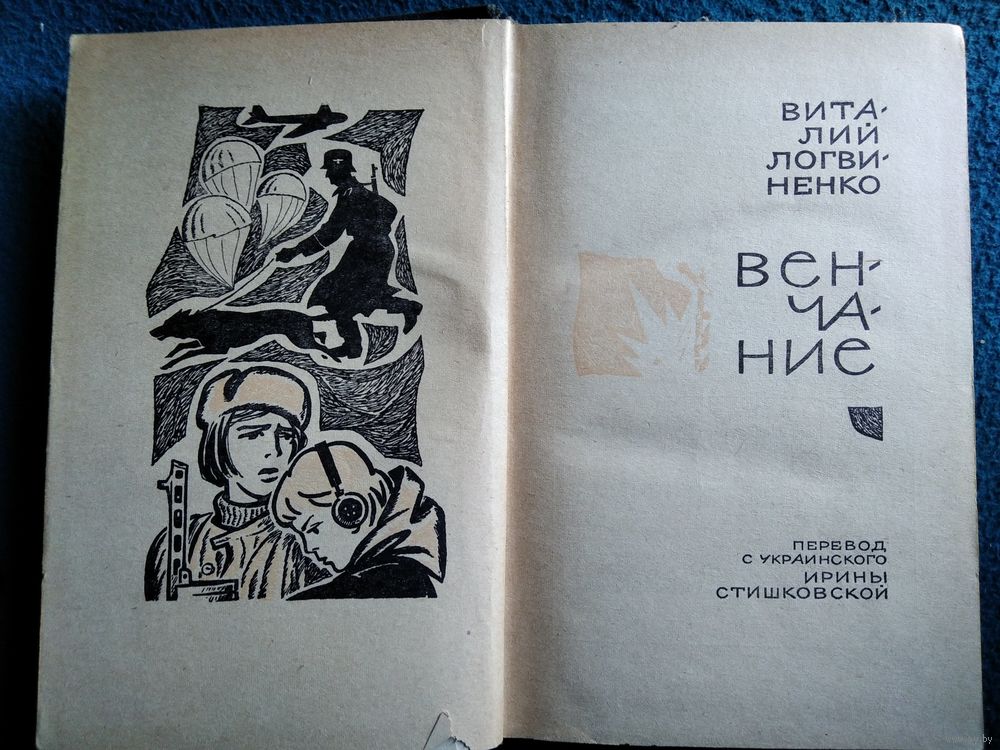 ВИТА-
ЛИЙ
ЛОГВИ-
НЕНКО
ВЕН-
ЧА-
НИЕ
ПЕРЕВОД
С УКРАИНСКОГО
ИРИНЫ
СТИШКОВСКОЙ